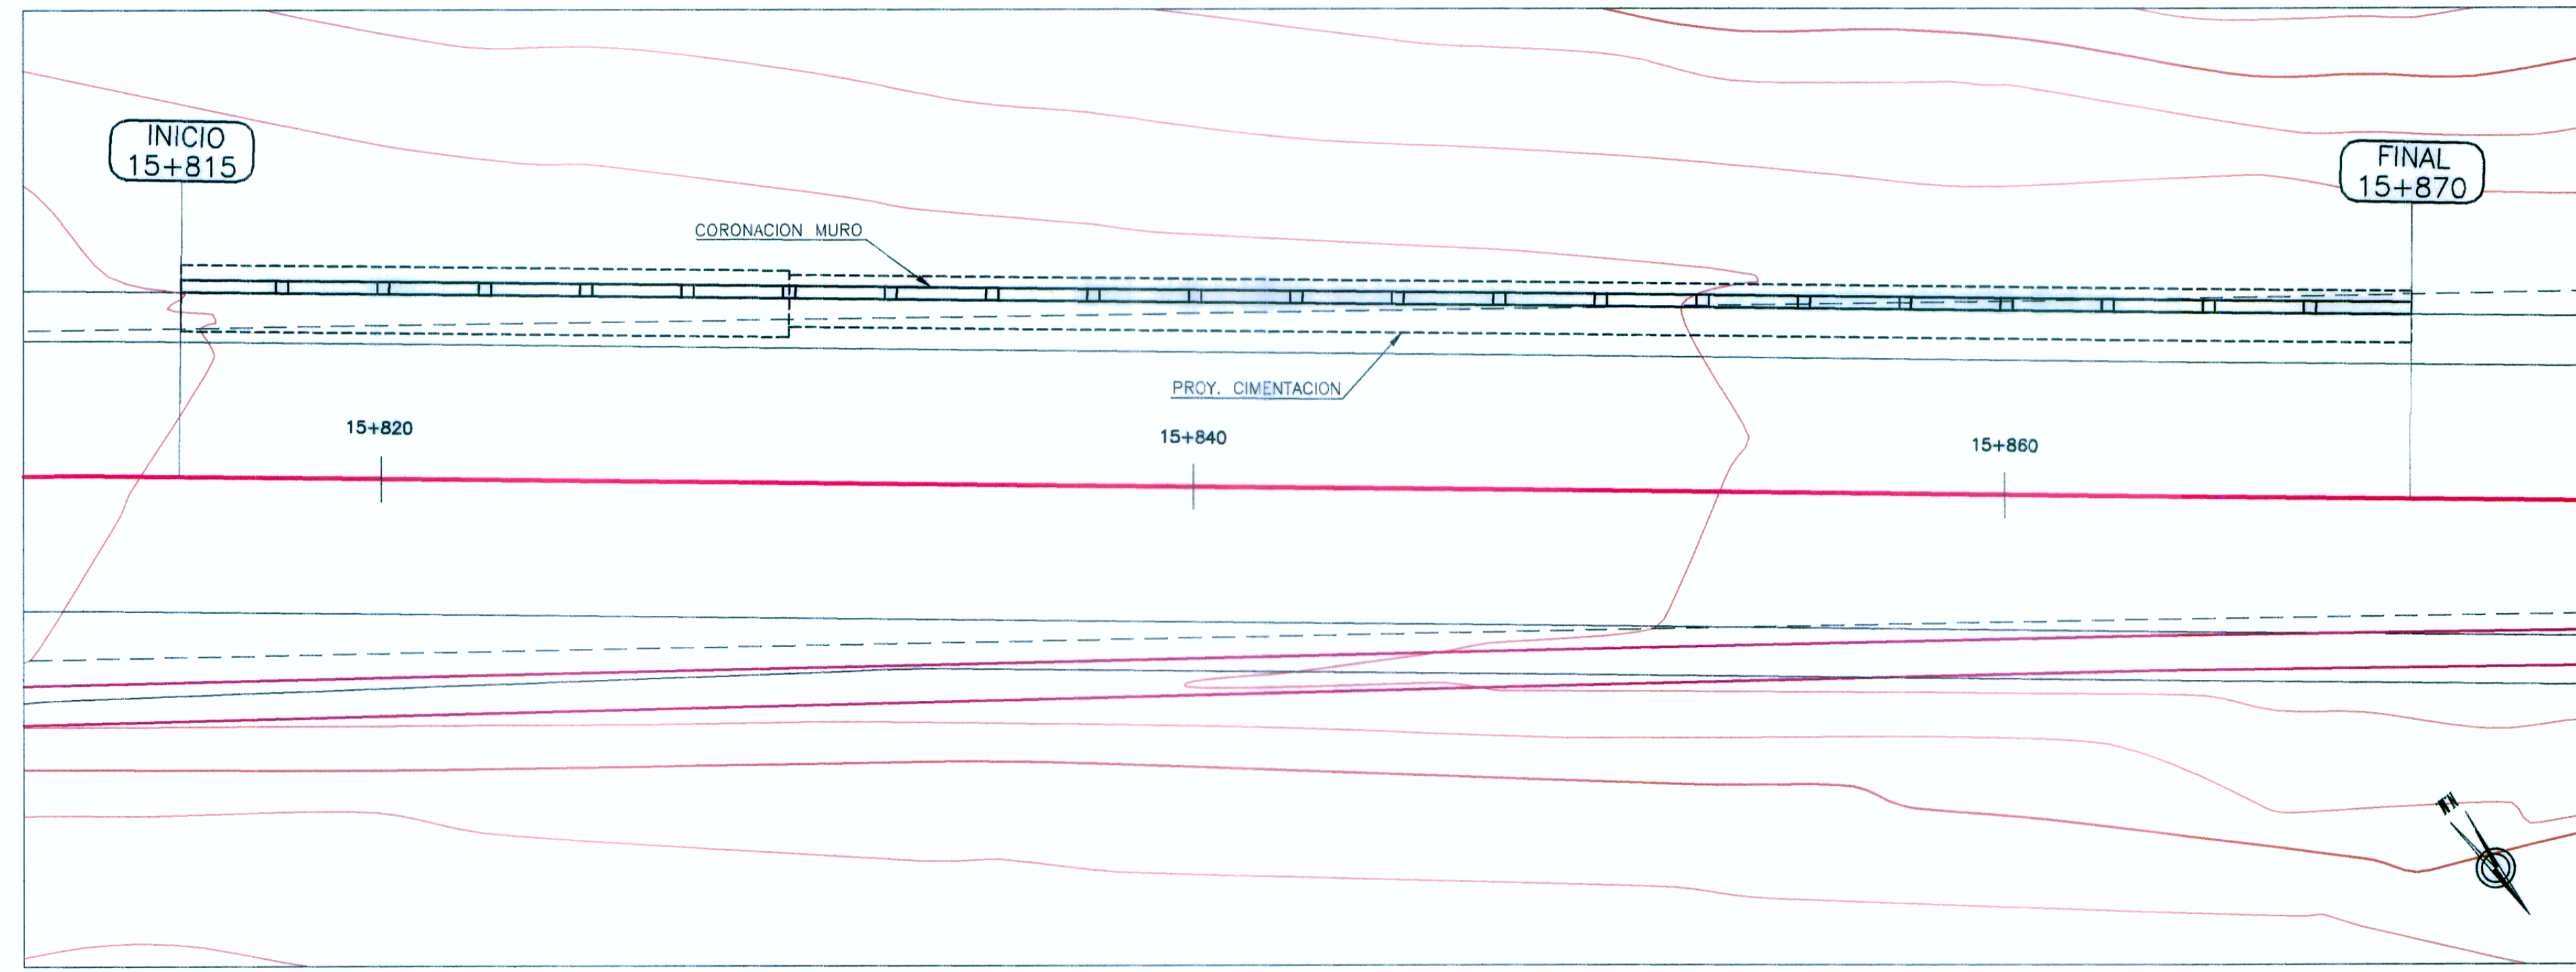 INICIO
15+815
FINAL
15+870
CORONACION MURO
PROY. CIMENTACION
15+820
15+840
15+860